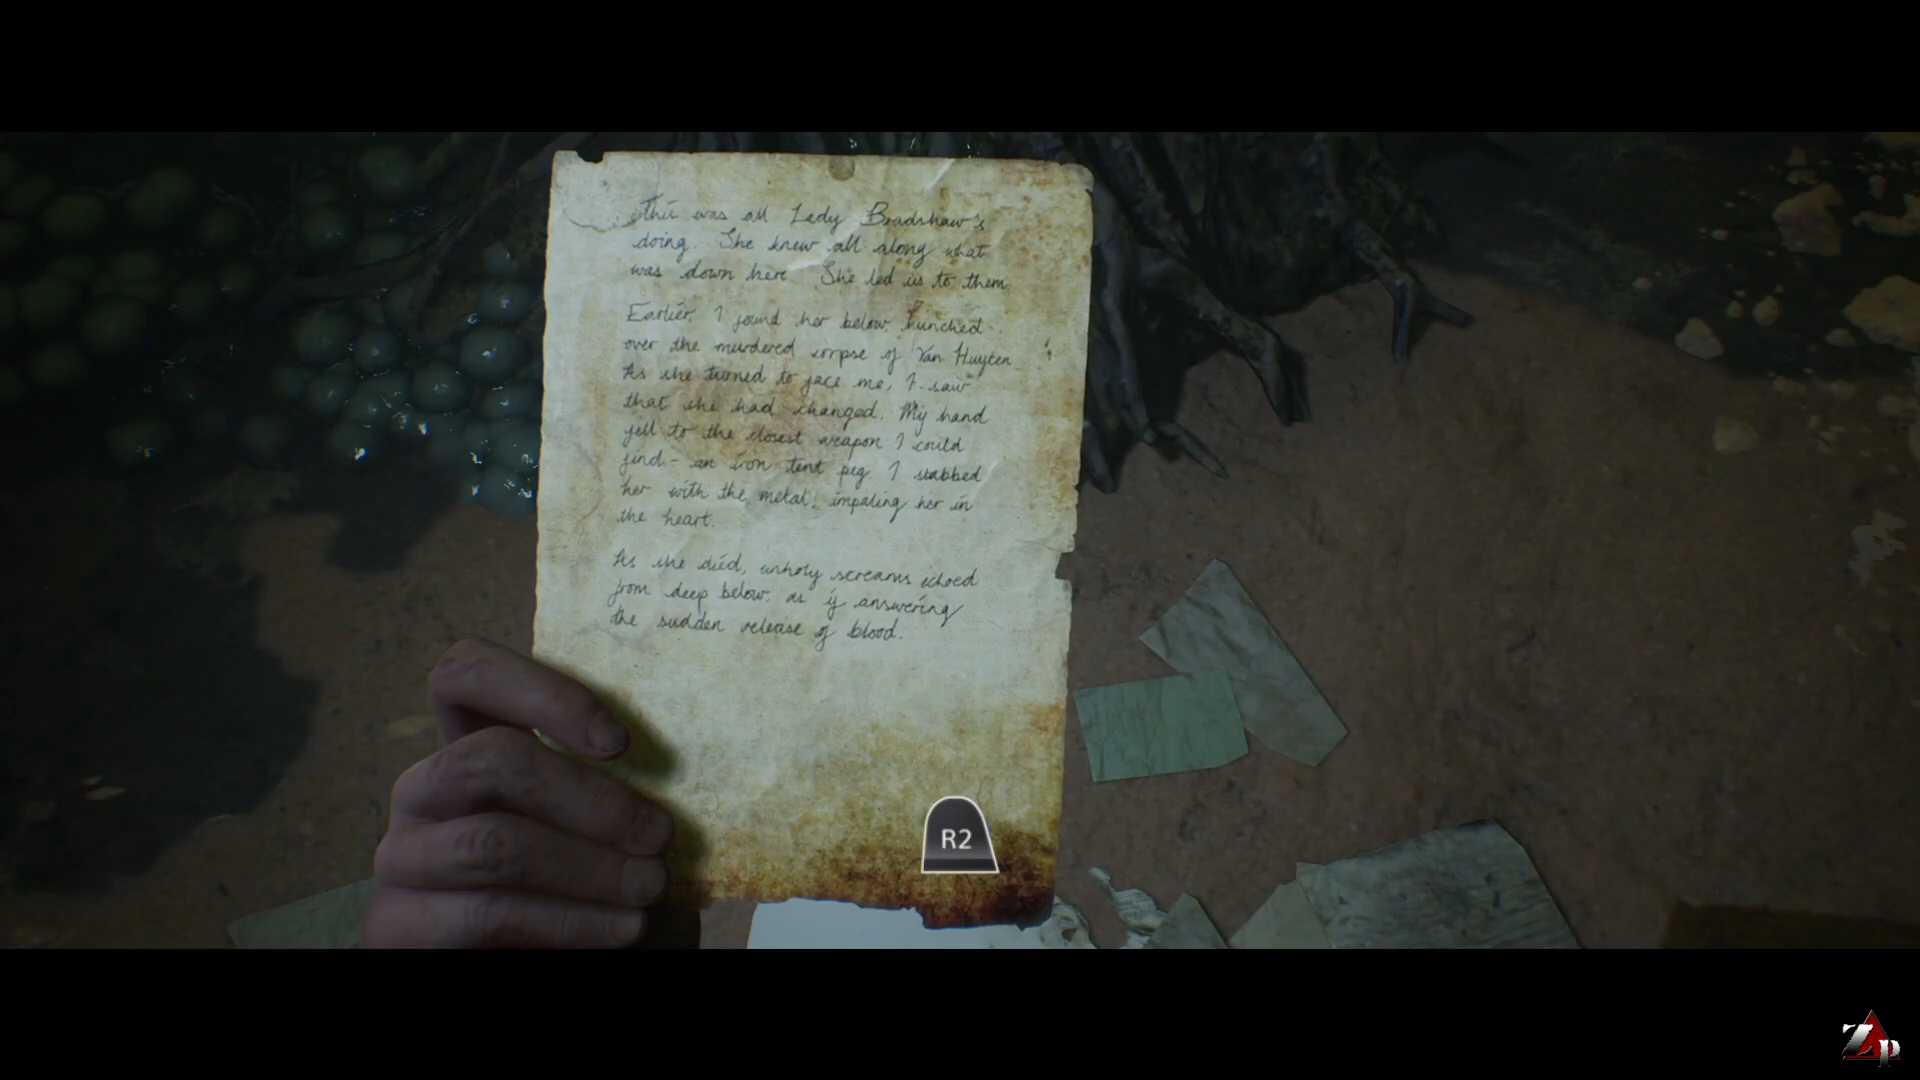 This was all Lady Bradshaw's
doing. She knew all along what
was down here. She led us to them.
Earlier, I found her below, hunched
over the murdered corpse of Van Huyten.
As she turned to face me, I saw
that she had changed. My hand
fell to the closest weapon I could
find - an iron tent peg. I stabbed
her with the metal, impaling her in
the heart.
As she died, unholy screams echoed
from deep below, as if answering
the sudden release of blood.
R2
ZP